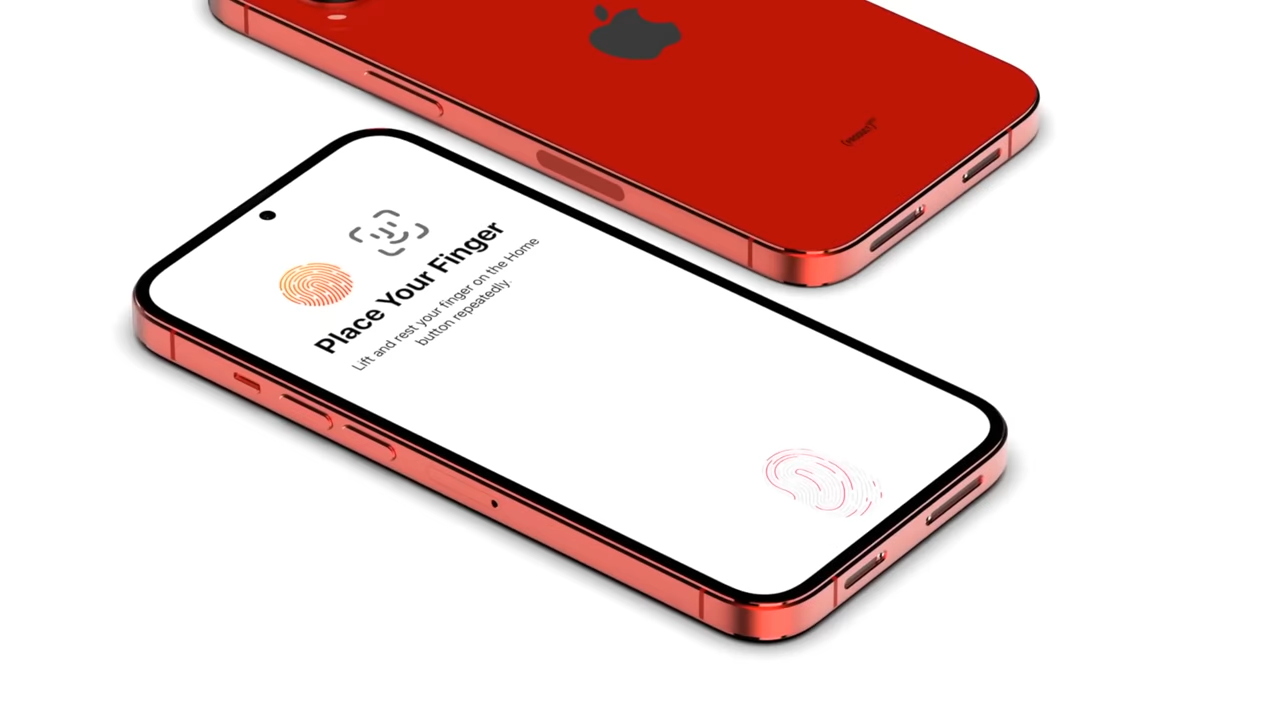 Place Your Finger
Lift and rest your finger on the Home
button repeatedly.